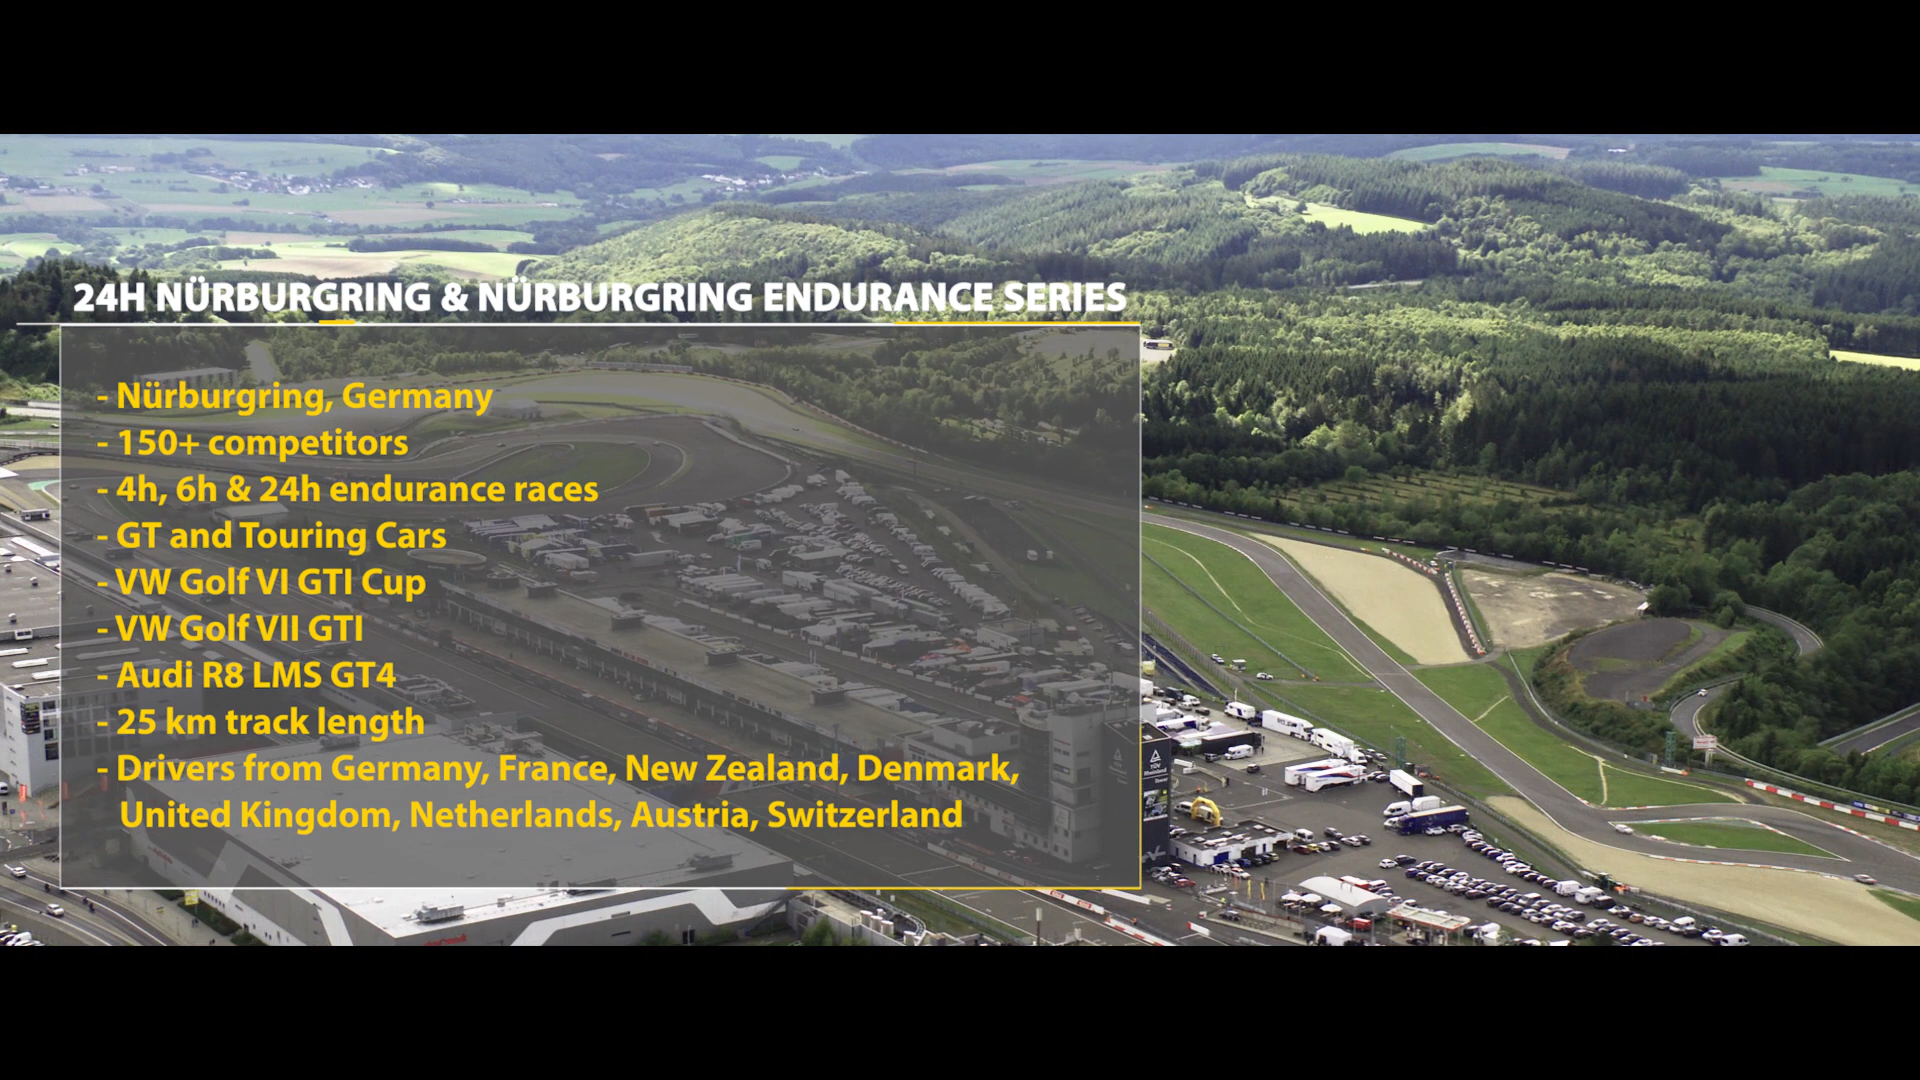 24H NÜRBURGRING & NÜRBURGRING ENDURANCE SERIES
- Nürburgring, Germany
- 150+ competitors
- 4h, 6h & 24h endurance races
- GT and Touring Cars
- VW Golf VI GTI Cup
- VW Golf VII GTI
- Audi R8 LMS GT4
- 25 km track length
- Drivers from Germany, France, New Zealand, Denmark,
United Kingdom, Netherlands, Austria, Switzerland
TÜV
Rheinland